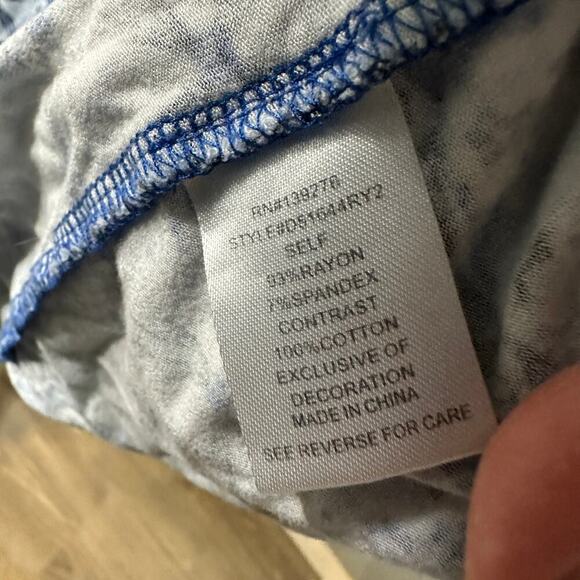 RN#139276
STYLE#D51644RY2
SELF
93%RAYON
7%SPANDEX
CONTRAST
100%COTTON
EXCLUSIVE OF
DECORATION
MADE IN CHINA
SEE REVERSE FOR CARE